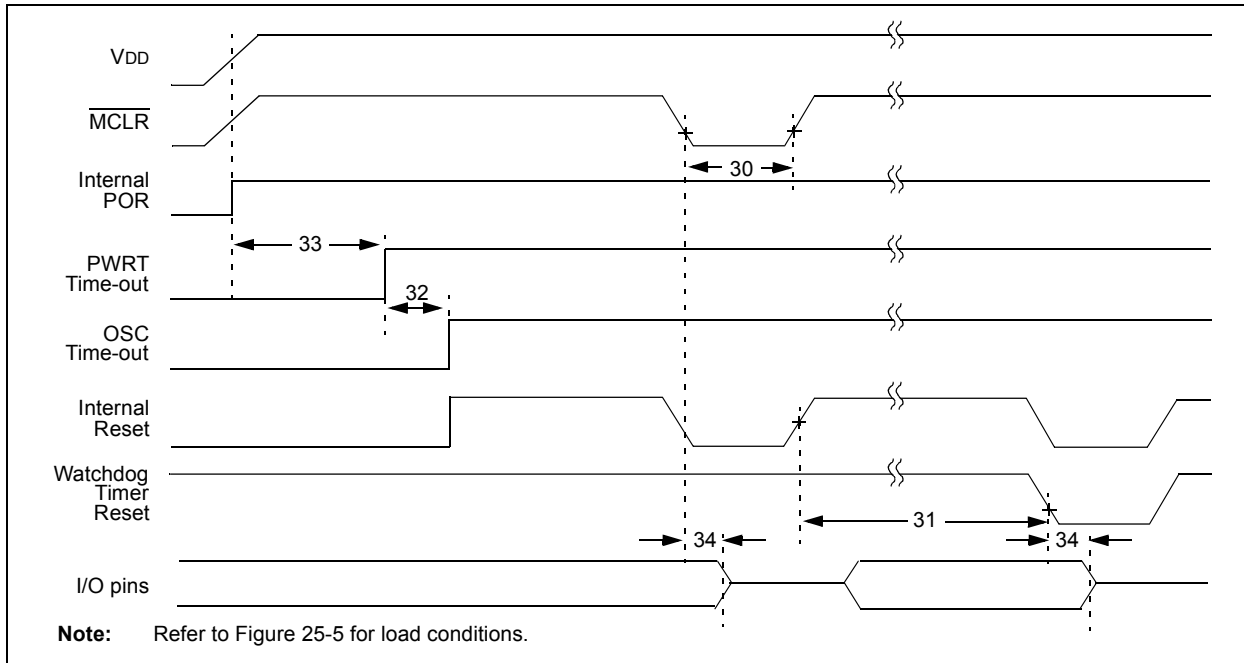 VDD
MCLR
30
Internal
POR
33
PWRT
Time-out
32
OSC
Time-out
Internal
Reset
Watchdog
Timer
Reset
31
34
34
I/O pins
Note: Refer to Figure 25-5 for load conditions.